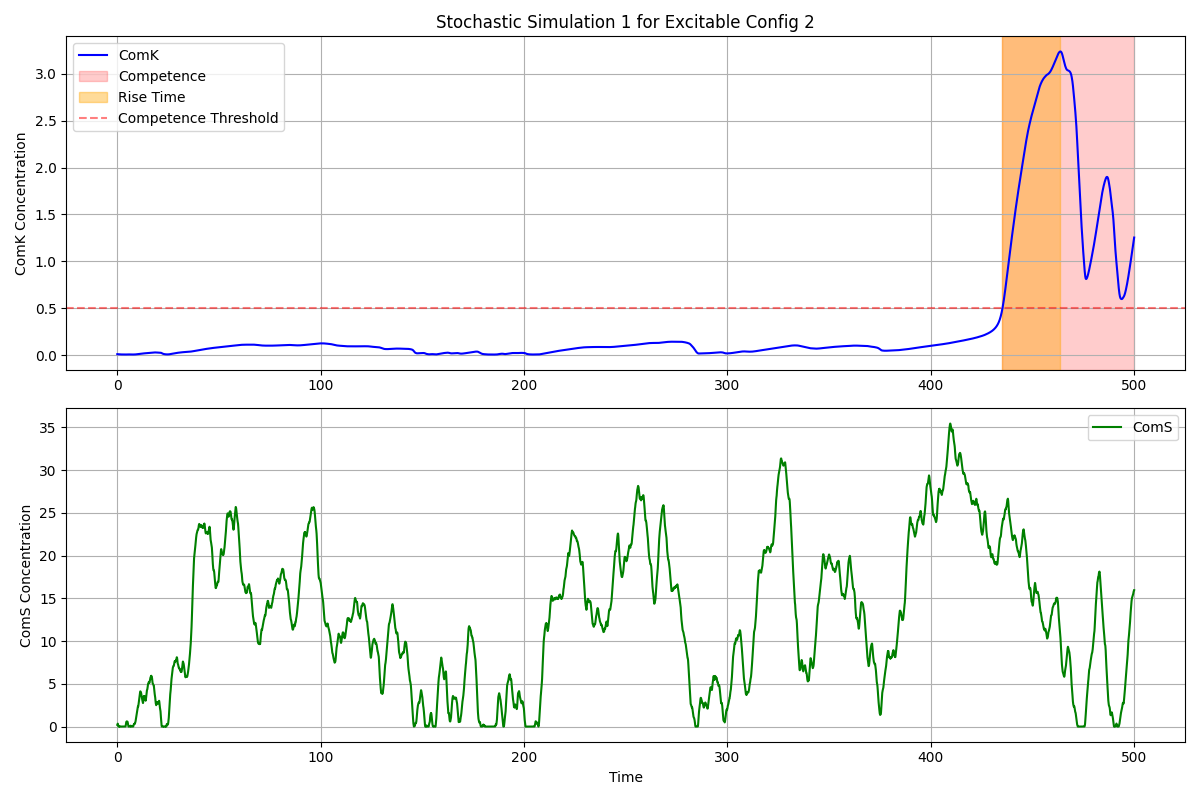 Stochastic Simulation 1 for Excitable Config 2
ComK
Competence
Rise Time
Competence Threshold
ComK Concentration
3.0
2.5
2.0
1.5
1.0
0.5
0.0
0 100 200 300 400 500
ComS
ComS Concentration
35
30
25
20
15
10
5
0
0 100 200 300 400 500
Time